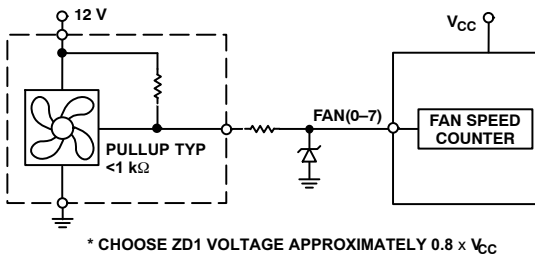 12 V
VCC
FAN(0–7)
FAN SPEED
COUNTER
PULLUP TYP
<1 kΩ
* CHOOSE ZD1 VOLTAGE APPROXIMATELY 0.8 x VCC